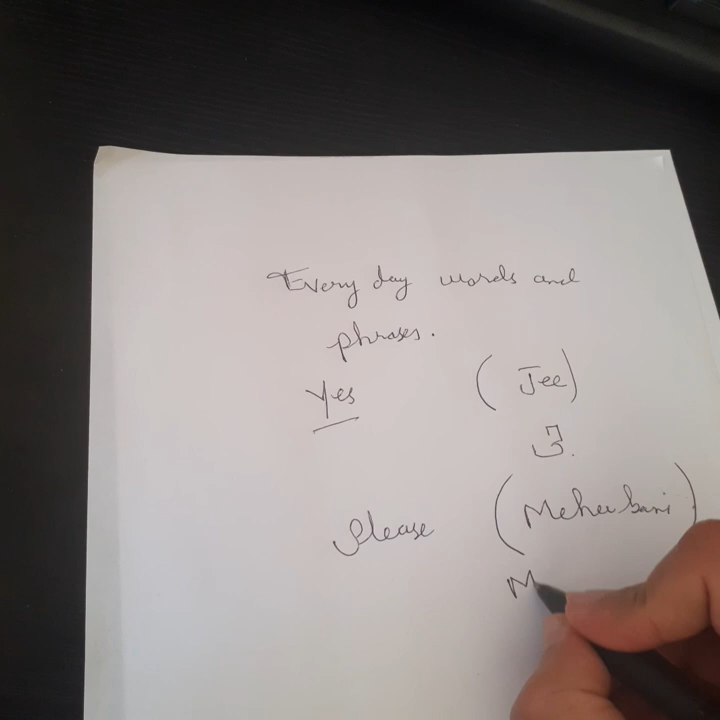 Every day words and
phrases.
Yes (Jee)
جی
Please (Meherbani)
M